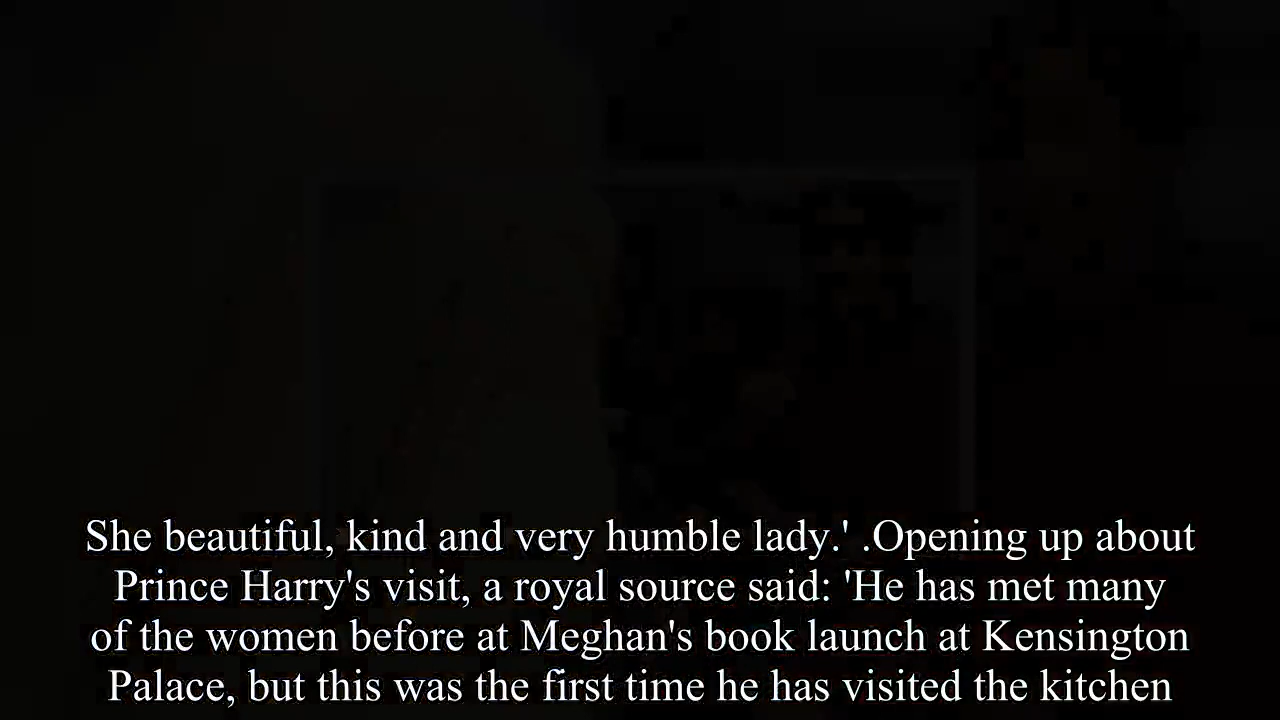 She beautiful, kind and very humble lady.' .Opening up about
Prince Harry's visit, a royal source said: 'He has met many
of the women before at Meghan's book launch at Kensington
Palace, but this was the first time he has visited the kitchen